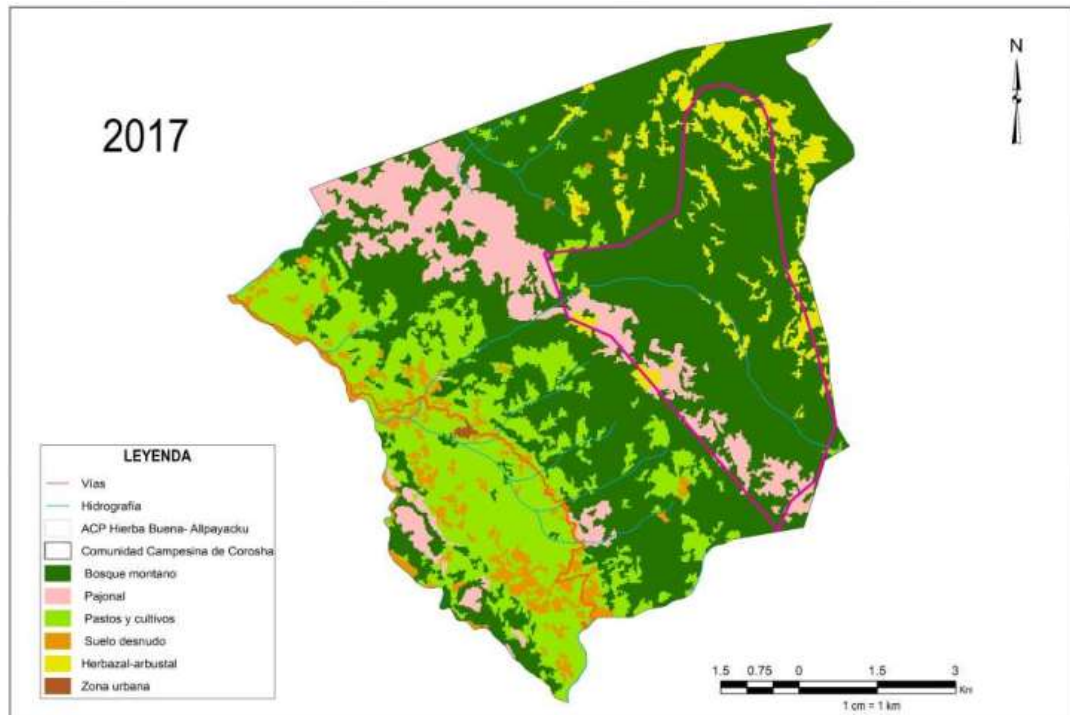 2017
N
LEYENDA
Vías
Hidrografía
ACP Hierba Buena- Allpayacku
Comunidad Campesina de Corosha
Bosque montano
Pajonal
Pastos y cultivos
Suelo desnudo
Herbazal-arbustal
Zona urbana
1.5 0.75 0 1.5 3
Km
1 cm = 1 km